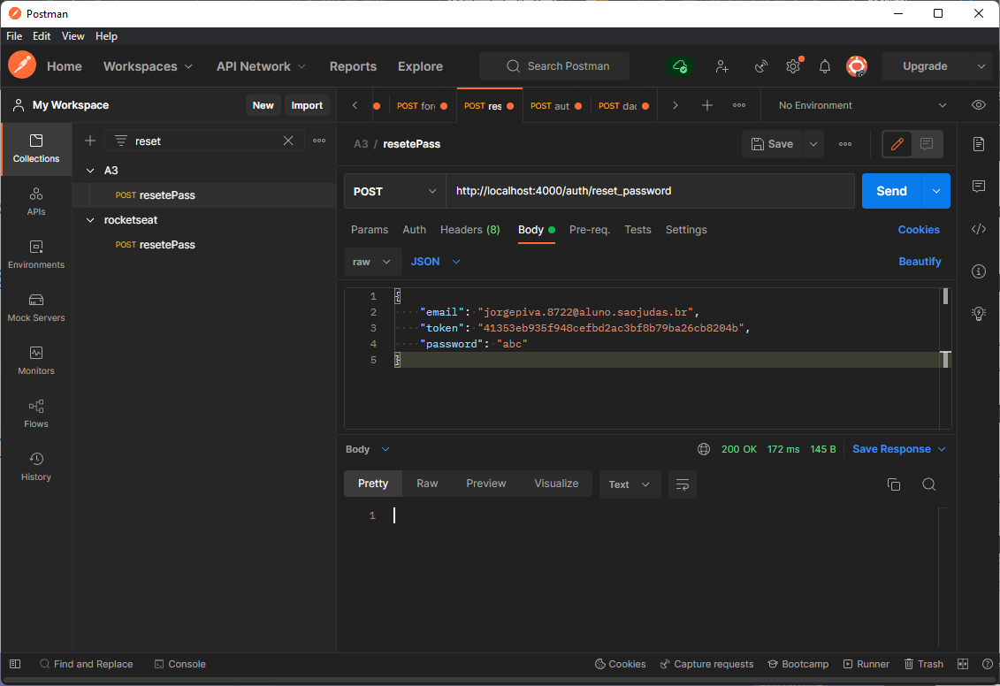 Postman
File Edit View Help
Home Workspaces API Network Reports Explore Search Postman Upgrade
My Workspace New Import
POST for POST res POST aut POST dac No Environment
Collections
APIs
Environments
Mock Servers
Monitors
Flows
History
reset
A3
POST resetePass
rocketseat
POST resetePass
A3 / resetePass Save
POST http://localhost:4000/auth/reset_password Send
Params Auth Headers (8) Body Pre-req. Tests Settings Cookies
raw JSON Beautify
1 {
2 "email": "jorgepiva.8722@aluno.saojudas.br",
3 "token": "41353eb935f948cefbd2ac3bf8b79ba26cb8204b",
4 "password": "abc"
5 }
Body 200 OK 172 ms 145 B Save Response
Pretty Raw Preview Visualize Text
1
Find and Replace Console Cookies Capture requests Bootcamp Runner Trash